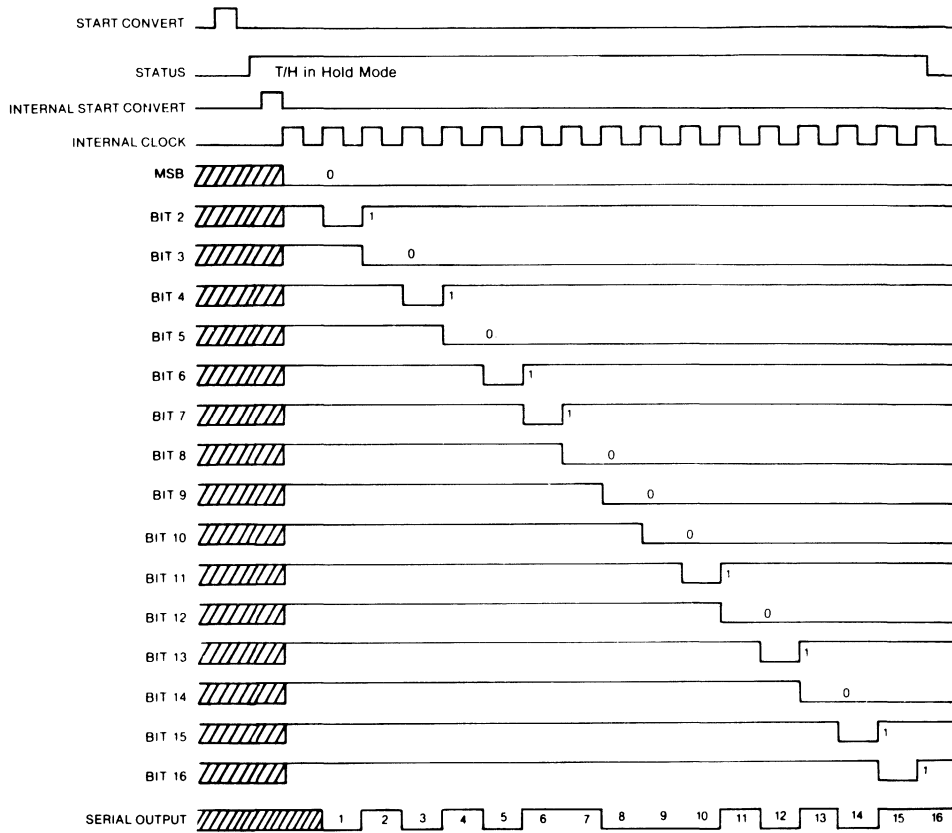 START CONVERT
STATUS T/H in Hold Mode
INTERNAL START CONVERT
INTERNAL CLOCK
MSB 0
BIT 2 1
BIT 3 0
BIT 4 1
BIT 5 0
BIT 6 1
BIT 7 1
BIT 8 0
BIT 9 0
BIT 10 0
BIT 11 1
BIT 12 0
BIT 13 1
BIT 14 0
BIT 15 1
BIT 16 1
SERIAL OUTPUT 1 2 3 4 5 6 7 8 9 10 11 12 13 14 15 16